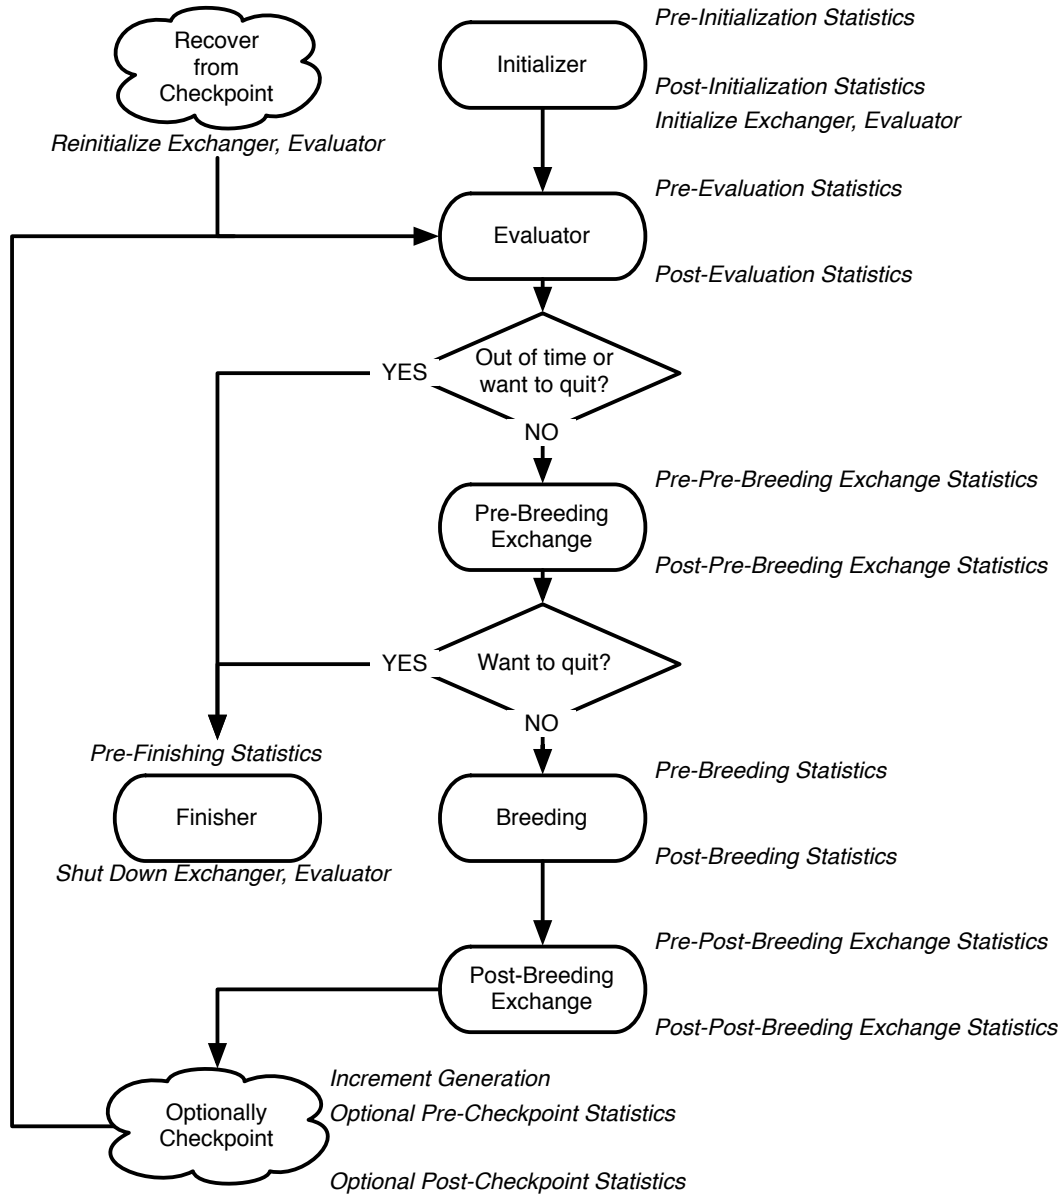 Pre-Initialization Statistics
Recover
from
Checkpoint
Initializer
Post-Initialization Statistics
Initialize Exchanger, Evaluator
Reinitialize Exchanger, Evaluator
Pre-Evaluation Statistics
Evaluator
Post-Evaluation Statistics
Out of time or
want to quit?
YES
NO
Pre-Pre-Breeding Exchange Statistics
Pre-Breeding
Exchange
Post-Pre-Breeding Exchange Statistics
YES
Want to quit?
NO
Pre-Finishing Statistics
Pre-Breeding Statistics
Finisher
Breeding
Post-Breeding Statistics
Shut Down Exchanger, Evaluator
Pre-Post-Breeding Exchange Statistics
Post-Breeding
Exchange
Post-Post-Breeding Exchange Statistics
Increment Generation
Optional Pre-Checkpoint Statistics
Optionally
Checkpoint
Optional Post-Checkpoint Statistics